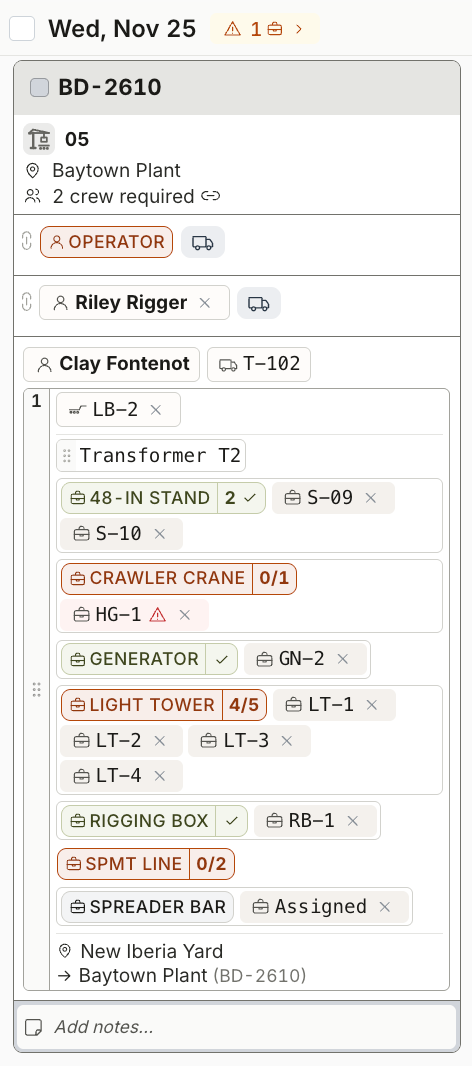 Wed, Nov 25 1
BD-2610
05
Baytown Plant
2 crew required
OPERATOR
Riley Rigger
Clay Fontenot T-102
1 LB-2
Transformer T2
48-IN STAND 2 S-09
S-10
CRAWLER CRANE 0/1
HG-1
GENERATOR GN-2
LIGHT TOWER 4/5 LT-1
LT-2 LT-3
LT-4
RIGGING BOX RB-1
SPMT LINE 0/2
SPREADER BAR Assigned
New Iberia Yard
→ Baytown Plant (BD-2610)
Add notes...